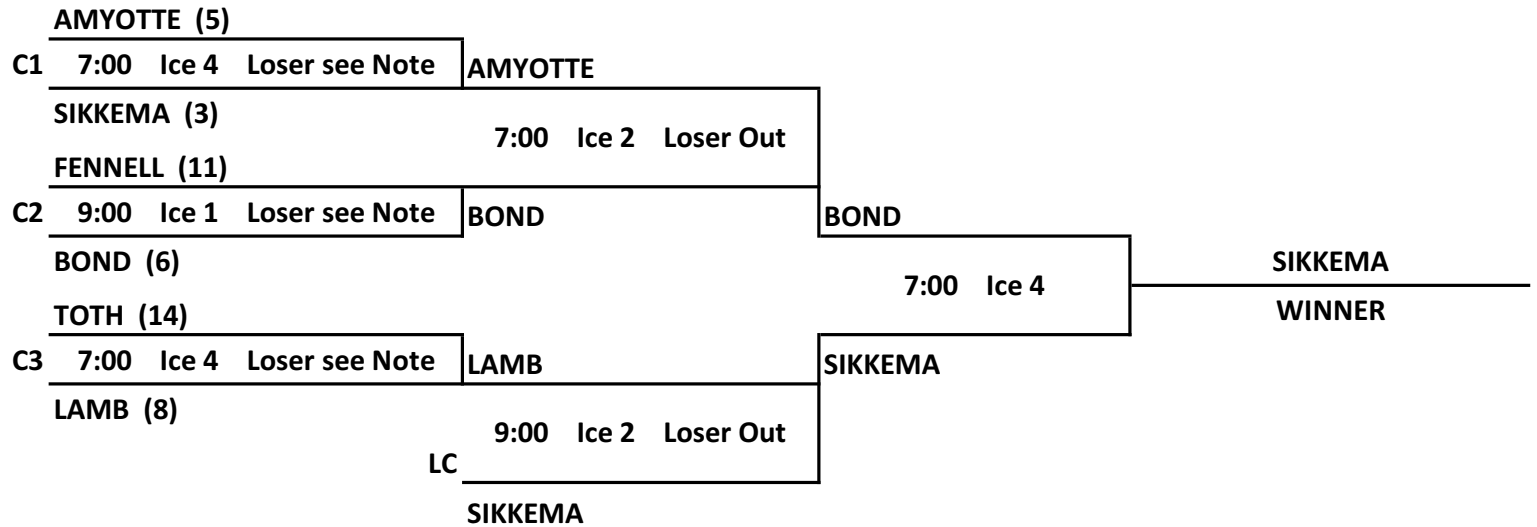 AMYOTTE (5)
C1 7:00 Ice 4 Loser see Note AMYOTTE
SIKKEMA (3)
7:00 Ice 2 Loser Out
FENNELL (11)
C2 9:00 Ice 1 Loser see Note BOND BOND
BOND (6) SIKKEMA
7:00 Ice 4
TOTH (14) WINNER
C3 7:00 Ice 4 Loser see Note LAMB SIKKEMA
LAMB (8)
9:00 Ice 2 Loser Out
LC
SIKKEMA